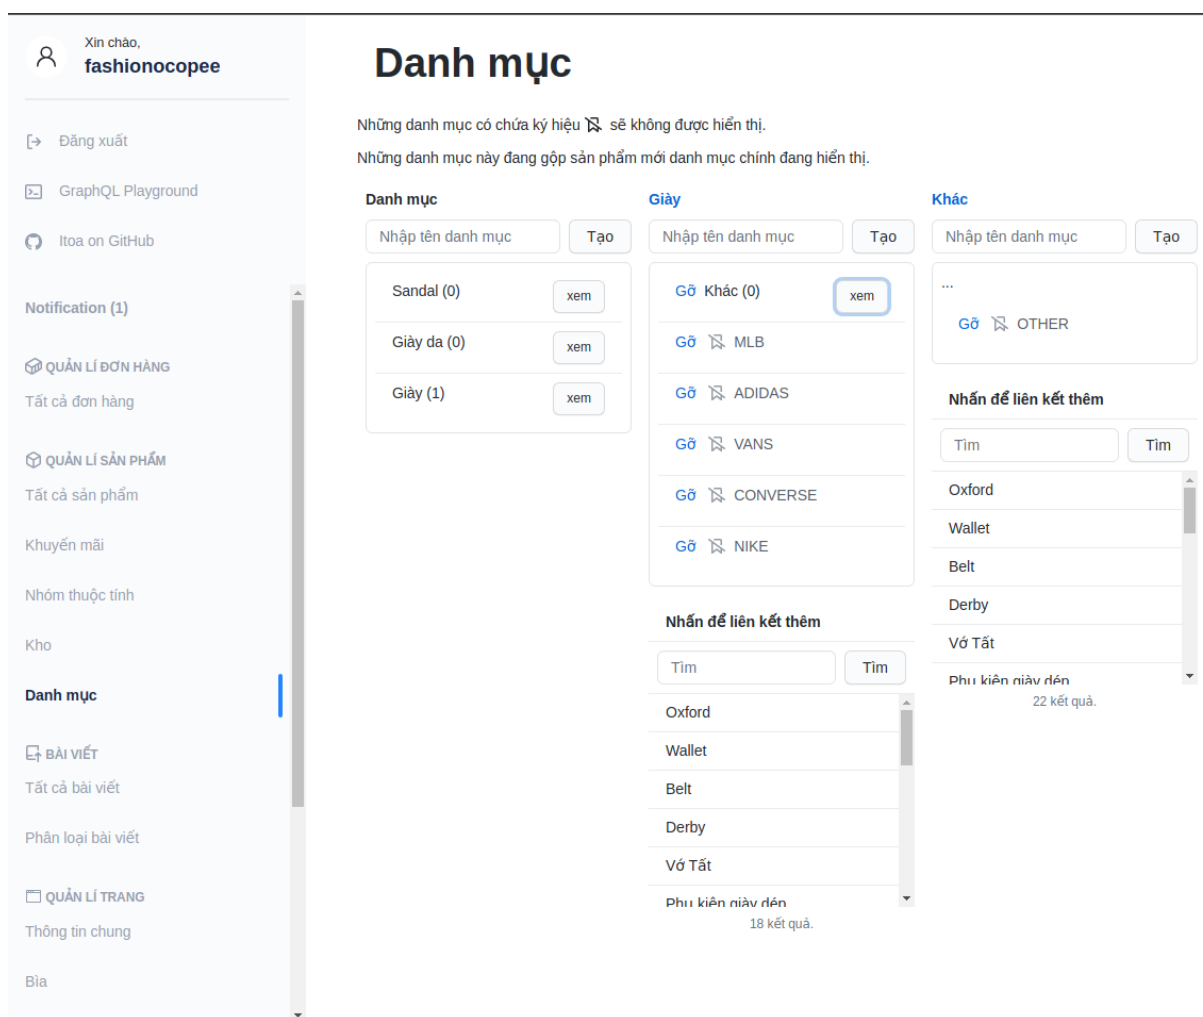 Xin chào,
fashionocopee
Đăng xuất
GraphQL Playground
Itoa on GitHub
Notification (1)
QUẢN LÍ ĐƠN HÀNG
Tất cả đơn hàng
QUẢN LÍ SẢN PHẨM
Tất cả sản phẩm
Khuyến mãi
Nhóm thuộc tính
Kho
Danh mục
BÀI VIẾT
Tất cả bài viết
Phân loại bài viết
QUẢN LÍ TRANG
Thông tin chung
Bìa
Danh mục
Những danh mục có chứa ký hiệu sẽ không được hiển thị.
Những danh mục này đang gộp sản phẩm mới danh mục chính đang hiển thị.
Danh mục
Nhập tên danh mục Tạo
Sandal (0) xem
Giày da (0) xem
Giày (1) xem
Giày
Nhập tên danh mục Tạo
Gỡ Khác (0) xem
Gỡ MLB
Gỡ ADIDAS
Gỡ VANS
Gỡ CONVERSE
Gỡ NIKE
Nhấn để liên kết thêm
Tìm Tìm
Oxford
Wallet
Belt
Derby
Vớ Tất
Phụ kiện giày dép
18 kết quả.
Khác
Nhập tên danh mục Tạo
...
Gỡ OTHER
Nhấn để liên kết thêm
Tìm Tìm
Oxford
Wallet
Belt
Derby
Vớ Tất
Phụ kiện giày dép
22 kết quả.